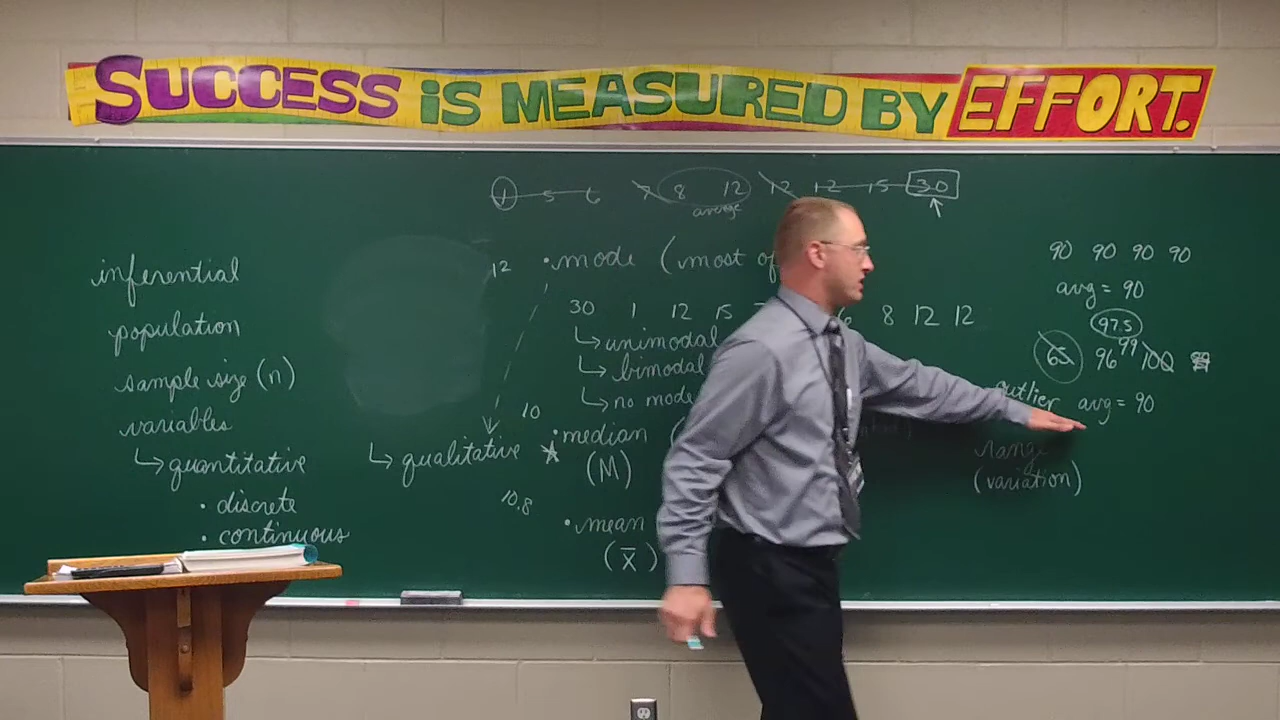 SUCCESS IS MEASURED BY EFFORT.
1 5 6 7 8 12 12 12 15 30
average
inferential
population
sample size (n)
variables
↳ quantitative
• discrete
• continuous
↳ qualitative
12
• mode (most of
30 1 12 15 6 8 12 12
↳ unimodal
↳ bimodal
↳ no mode
10
• median
(M)
10.8
• mean
(x̄)
90 90 90 90
avg = 90
97.5
65 96 99 100
outlier avg = 90
range
(variation)